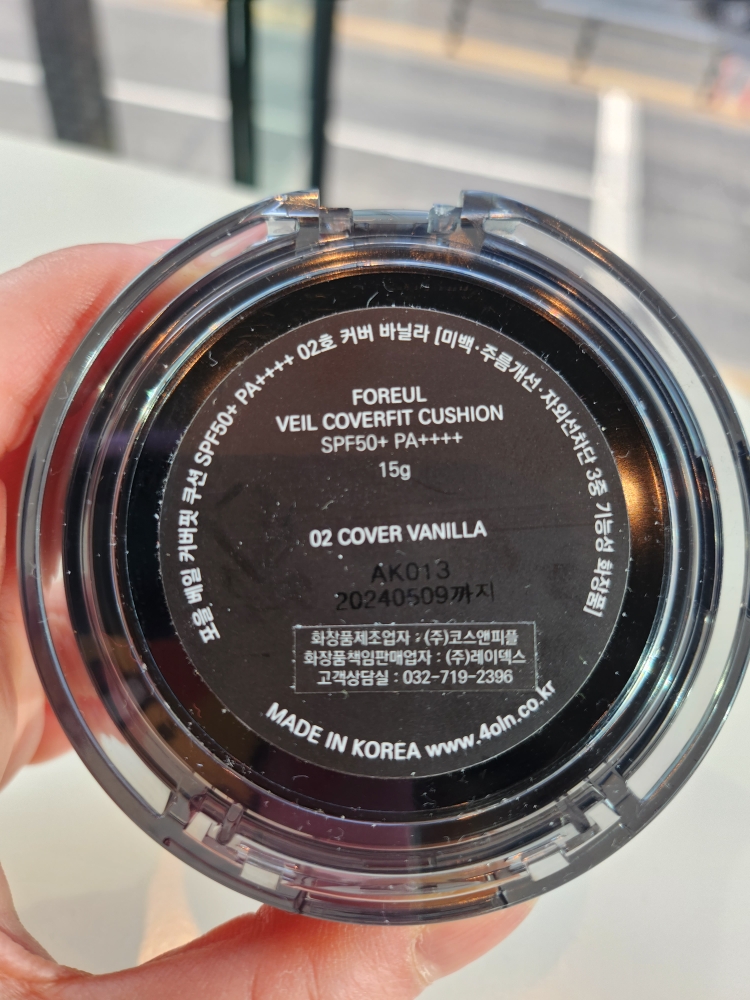 포울 베일 커버핏 쿠션 SPF50+ PA++++ 02호 커버 바닐라 [미백·주름개선·자외선차단 3중 기능성 화장품]
FOREUL
VEIL COVERFIT CUSHION
SPF50+ PA++++
15g
02 COVER VANILLA
AK013
20240509까지
화장품제조업자 : (주)코스앤피플
화장품책임판매업자 : (주)레이덱스
고객상담실 : 032-719-2396
MADE IN KOREA www.4oln.co.kr